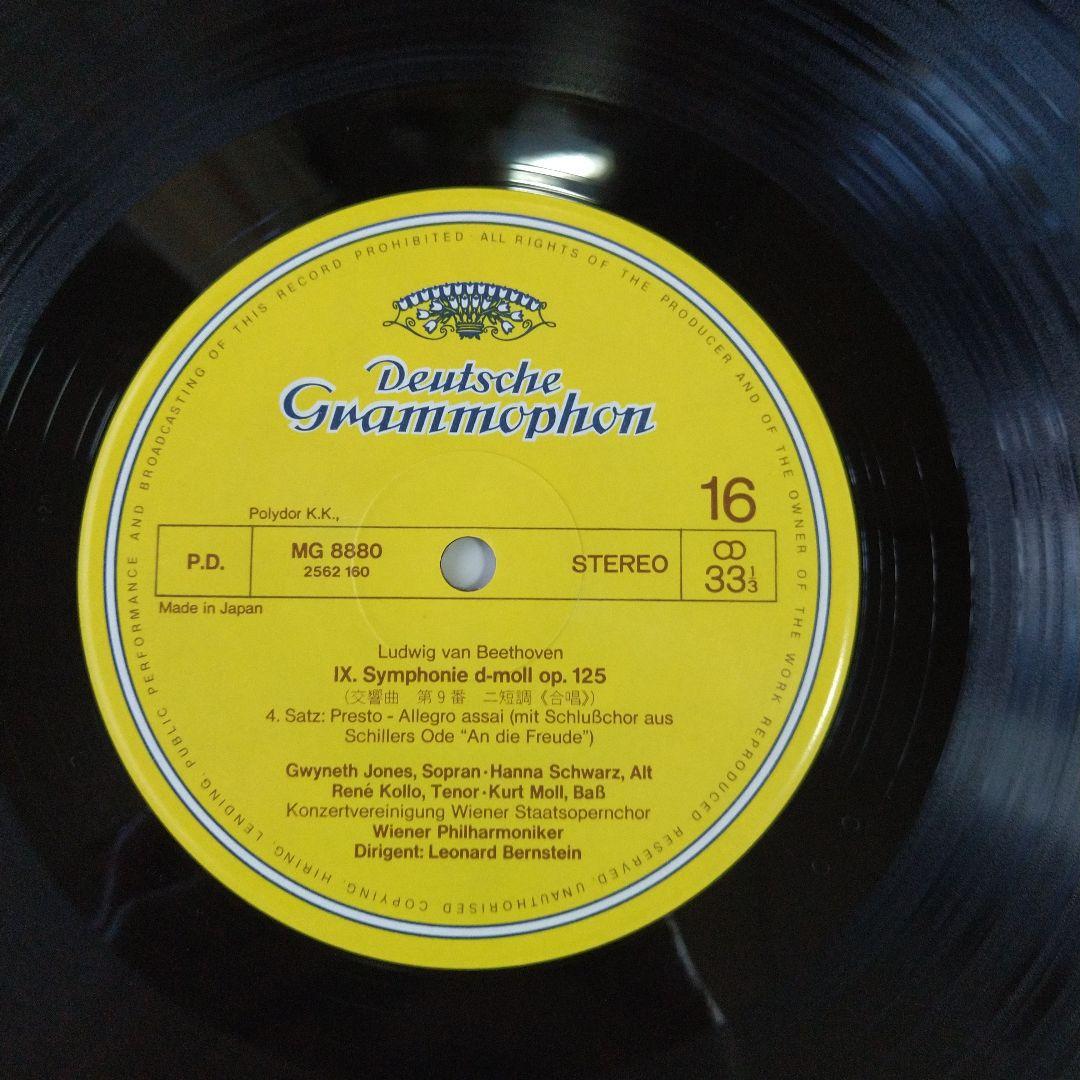 PUBLIC PERFORMANCE AND BROADCASTING OF THIS RECORD PROHIBITED · ALL RIGHTS OF THE PRODUCER AND OF THE OWNER OF THE WORK REPRODUCED RESERVED. UNAUTHORISED COPYING, HIRING, LENDING,
Deutsche
Grammophon
16
Polydor K.K.,
P.D.
MG 8880
2562 160
STEREO
33 1/3
Made in Japan
Ludwig van Beethoven
IX. Symphonie d-moll op. 125
(交響曲 第9番 ニ短調《合唱》)
4. Satz: Presto - Allegro assai (mit Schlußchor aus
Schillers Ode "An die Freude")
Gwyneth Jones, Sopran · Hanna Schwarz, Alt
René Kollo, Tenor · Kurt Moll, Baß
Konzertvereinigung Wiener Staatsopernchor
Wiener Philharmoniker
Dirigent: Leonard Bernstein